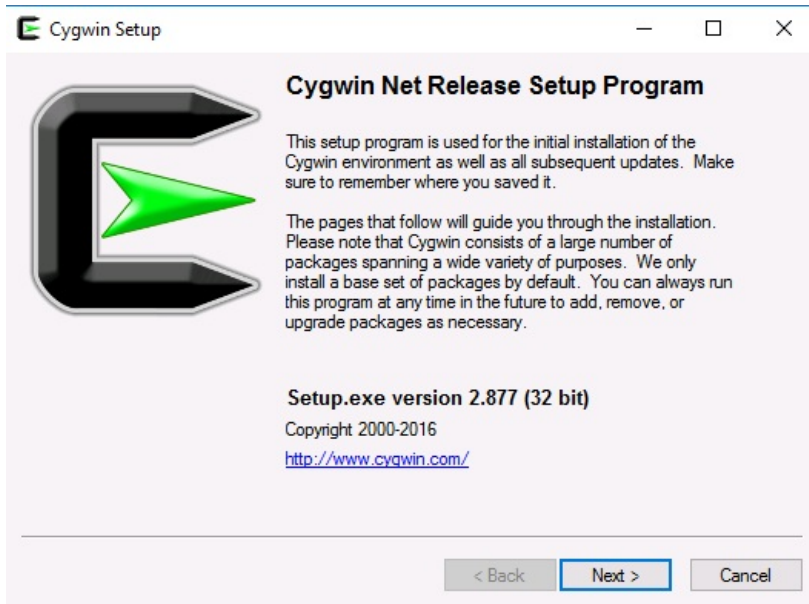 Cygwin Setup
Cygwin Net Release Setup Program
This setup program is used for the initial installation of the
Cygwin environment as well as all subsequent updates. Make
sure to remember where you saved it.
The pages that follow will guide you through the installation.
Please note that Cygwin consists of a large number of
packages spanning a wide variety of purposes. We only
install a base set of packages by default. You can always run
this program at any time in the future to add, remove, or
upgrade packages as necessary.
Setup.exe version 2.877 (32 bit)
Copyright 2000-2016
http://www.cygwin.com/
< Back Next > Cancel